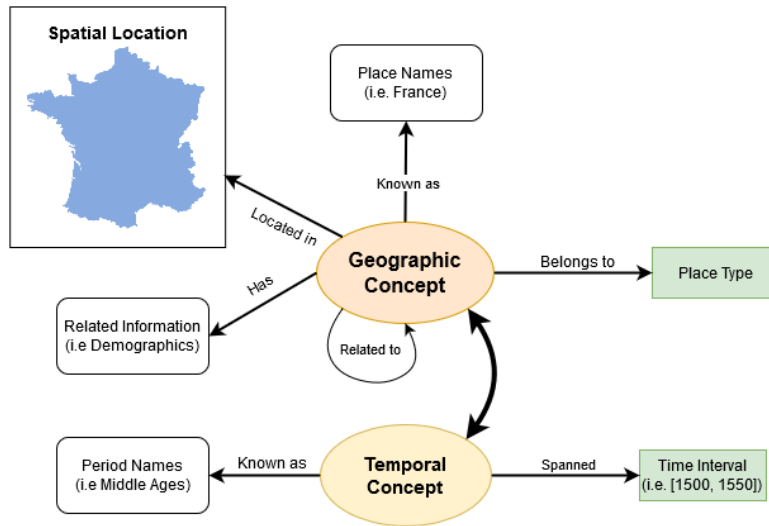 Spatial Location
Place Names
(i.e. France)
Known as
Located in
Geographic
Concept
Belongs to
Place Type
Has
Related Information
(i.e Demographics)
Related to
Period Names
(i.e Middle Ages)
Known as
Temporal
Concept
Spanned
Time Interval
(i.e. [1500, 1550])